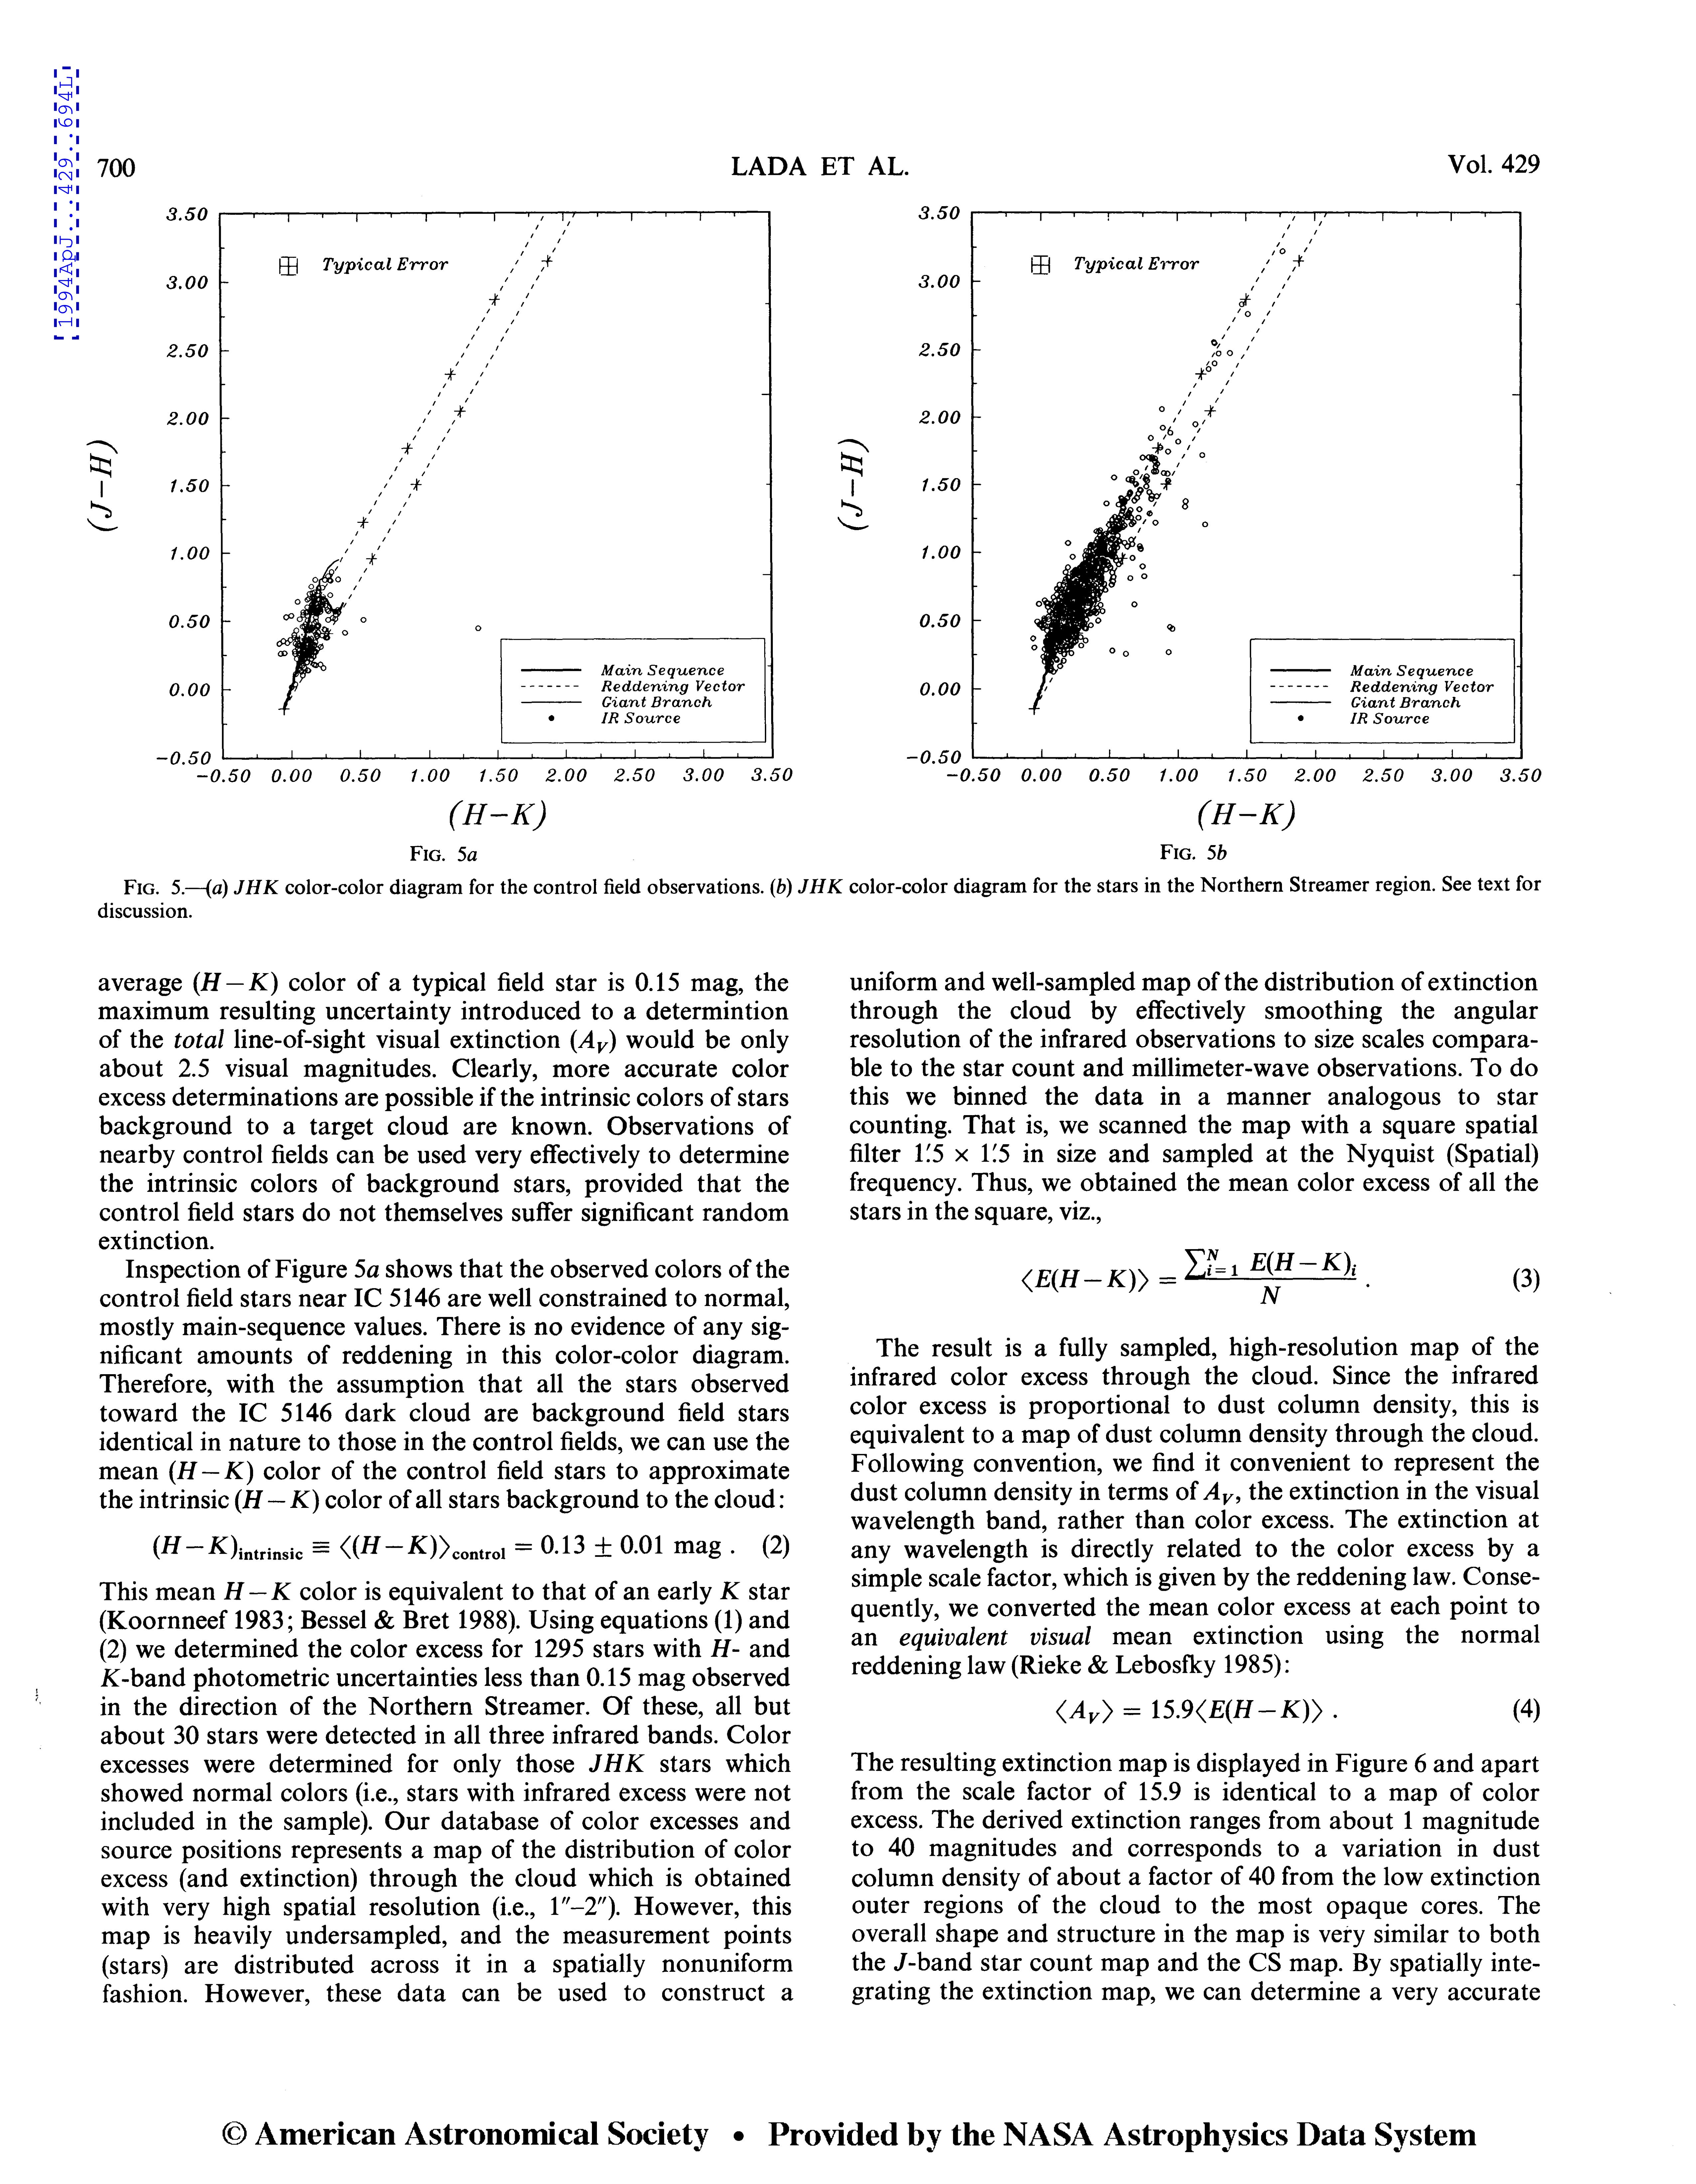 1994ApJ...429..694L
700
LADA ET AL.
Vol. 429
3.50
3.00
2.50
2.00
1.50
1.00
0.50
0.00
−0.50
(J−H)
Typical Error
Main Sequence
Reddening Vector
Giant Branch
IR Source
−0.50 0.00 0.50 1.00 1.50 2.00 2.50 3.00 3.50
(H−K)
FIG. 5a
3.50
3.00
2.50
2.00
1.50
1.00
0.50
0.00
−0.50
(J−H)
Typical Error
Main Sequence
Reddening Vector
Giant Branch
IR Source
−0.50 0.00 0.50 1.00 1.50 2.00 2.50 3.00 3.50
(H−K)
FIG. 5b
FIG. 5.—(a) JHK color-color diagram for the control field observations. (b) JHK color-color diagram for the stars in the Northern Streamer region. See text for
discussion.
average (H−K) color of a typical field star is 0.15 mag, the
maximum resulting uncertainty introduced to a determintion
of the total line-of-sight visual extinction (A_V) would be only
about 2.5 visual magnitudes. Clearly, more accurate color
excess determinations are possible if the intrinsic colors of stars
background to a target cloud are known. Observations of
nearby control fields can be used very effectively to determine
the intrinsic colors of background stars, provided that the
control field stars do not themselves suffer significant random
extinction.
Inspection of Figure 5a shows that the observed colors of the
control field stars near IC 5146 are well constrained to normal,
mostly main-sequence values. There is no evidence of any sig-
nificant amounts of reddening in this color-color diagram.
Therefore, with the assumption that all the stars observed
toward the IC 5146 dark cloud are background field stars
identical in nature to those in the control fields, we can use the
mean (H−K) color of the control field stars to approximate
the intrinsic (H−K) color of all stars background to the cloud:
(H−K)intrinsic ≡ ⟨(H−K)⟩control = 0.13 ± 0.01 mag . (2)
This mean H−K color is equivalent to that of an early K star
(Koornneef 1983; Bessel & Bret 1988). Using equations (1) and
(2) we determined the color excess for 1295 stars with H- and
K-band photometric uncertainties less than 0.15 mag observed
in the direction of the Northern Streamer. Of these, all but
about 30 stars were detected in all three infrared bands. Color
excesses were determined for only those JHK stars which
showed normal colors (i.e., stars with infrared excess were not
included in the sample). Our database of color excesses and
source positions represents a map of the distribution of color
excess (and extinction) through the cloud which is obtained
with very high spatial resolution (i.e., 1″–2″). However, this
map is heavily undersampled, and the measurement points
(stars) are distributed across it in a spatially nonuniform
fashion. However, these data can be used to construct a
uniform and well-sampled map of the distribution of extinction
through the cloud by effectively smoothing the angular
resolution of the infrared observations to size scales compara-
ble to the star count and millimeter-wave observations. To do
this we binned the data in a manner analogous to star
counting. That is, we scanned the map with a square spatial
filter 1′.5 × 1′.5 in size and sampled at the Nyquist (Spatial)
frequency. Thus, we obtained the mean color excess of all the
stars in the square, viz.,
⟨E(H−K)⟩ = ∑_{i=1}^N E(H−K)_i / N . (3)
The result is a fully sampled, high-resolution map of the
infrared color excess through the cloud. Since the infrared
color excess is proportional to dust column density, this is
equivalent to a map of dust column density through the cloud.
Following convention, we find it convenient to represent the
dust column density in terms of A_V, the extinction in the visual
wavelength band, rather than color excess. The extinction at
any wavelength is directly related to the color excess by a
simple scale factor, which is given by the reddening law. Conse-
quently, we converted the mean color excess at each point to
an equivalent visual mean extinction using the normal
reddening law (Rieke & Lebosfky 1985):
⟨A_V⟩ = 15.9⟨E(H−K)⟩ . (4)
The resulting extinction map is displayed in Figure 6 and apart
from the scale factor of 15.9 is identical to a map of color
excess. The derived extinction ranges from about 1 magnitude
to 40 magnitudes and corresponds to a variation in dust
column density of about a factor of 40 from the low extinction
outer regions of the cloud to the most opaque cores. The
overall shape and structure in the map is very similar to both
the J-band star count map and the CS map. By spatially inte-
grating the extinction map, we can determine a very accurate
© American Astronomical Society • Provided by the NASA Astrophysics Data System